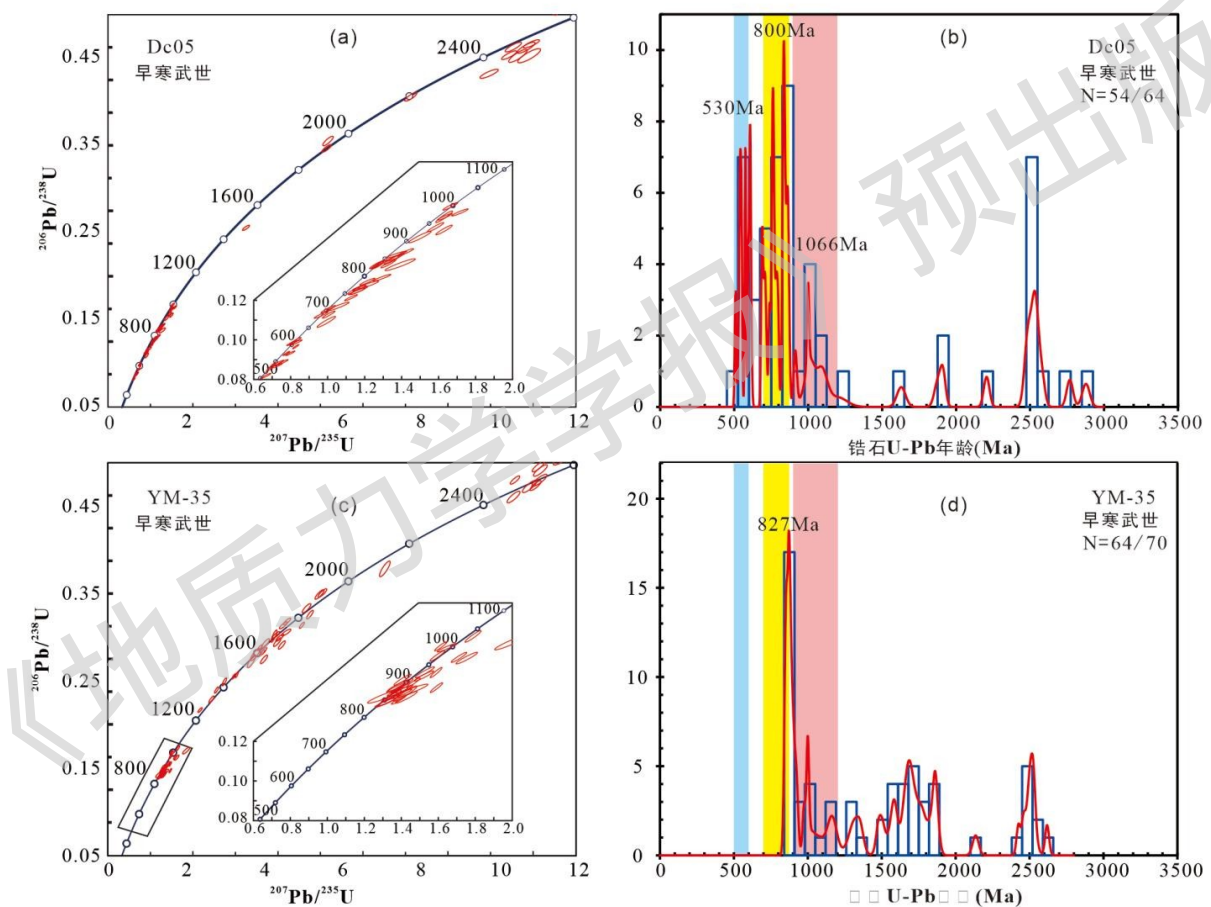 (a)
Dc05
早寒武世
0.45
0.35
0.25
0.15
0.05
²⁰⁶Pb/²³⁸U
2400
2000
1600
1200
800
1100
1000
900
800
700
600
500
0.12
0.10
0.08
0.6 0.8 1.0 1.2 1.4 1.6 1.8 2.0
0 2 4 6 8 10 12
²⁰⁷Pb/²³⁵U
(b)
Dc05
早寒武世
N=54/64
800Ma
530Ma
1066Ma
10
8
6
4
2
0
0 500 1000 1500 2000 2500 3000 3500
锆石U-Pb年龄(Ma)
(c)
YM-35
早寒武世
0.45
0.35
0.25
0.15
0.05
²⁰⁶Pb/²³⁸U
2400
2000
1600
1200
800
1100
1000
900
800
700
600
500
0.12
0.10
0.08
0.6 0.8 1.0 1.2 1.4 1.6 1.8 2.0
0 2 4 6 8 10 12
²⁰⁷Pb/²³⁵U
(d)
YM-35
早寒武世
N=64/70
827Ma
20
15
10
5
0
0 500 1000 1500 2000 2500 3000 3500
□□U-Pb□□(Ma)
《地质力学学报》预出版